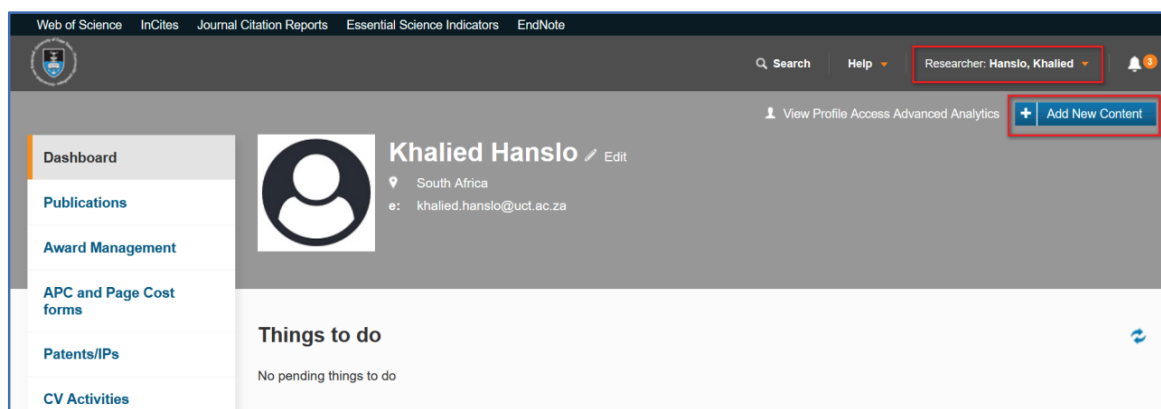 Web of Science InCites Journal Citation Reports Essential Science Indicators EndNote
Search Help Researcher: Hanslo, Khalied 3
View Profile Access Advanced Analytics + Add New Content
Dashboard
Publications
Award Management
APC and Page Cost
forms
Patents/IPs
CV Activities
Khalied Hanslo Edit
South Africa
e: khalied.hanslo@uct.ac.za
Things to do
No pending things to do